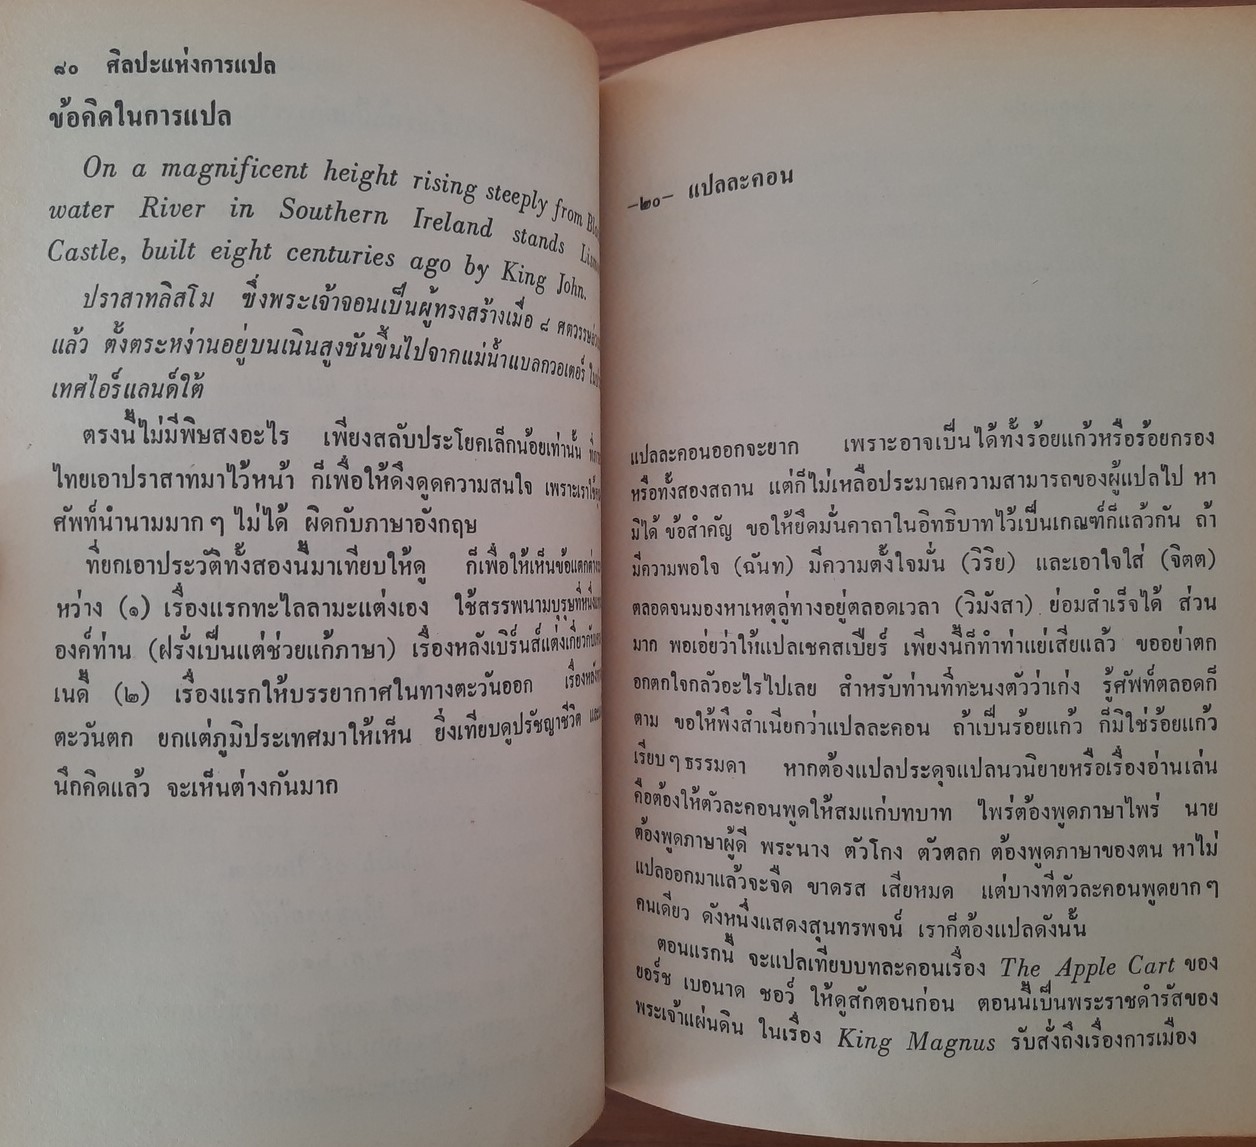 ๘๐ ศิลปะแห่งการแปล
ข้อคิดในการแปล
On a magnificent height rising steeply from
water River in Southern Ireland stands
Castle, built eight centuries ago by King John.
ปราสาทลิสโม ซึ่งพระเจ้าจอนเป็นผู้ทรงสร้างเมื่อ ๘ ศตวรรษ
แล้ว ตั้งตระหง่านอยู่บนเนินสูงชันขึ้นไปจากแม่น้ำแบลกวอเตอร์
เทศไอร์แลนด์ใต้
ตรงนี้ไม่มีพิษสงอะไร เพียงสลับประโยคเล็กน้อยเท่านั้น
ไทยเอาปราสาทมาไว้หน้า ก็เพื่อให้ดึงดูดความสนใจ เพราะเราใช้
ศัพท์นำนามมาก ๆ ไม่ได้ ผิดกับภาษาอังกฤษ
ที่ยกเอาประวัติทั้งสองนี้มาเทียบให้ดู ก็เพื่อให้เห็นข้อแตกต่าง
หว่าง (๑) เรื่องแรกทะไลลามะแต่งเอง ใช้สรรพนามบุรุษที่หนึ่ง
องค์ท่าน (ฝรั่งเป็นแต่ช่วยแก้ภาษา) เรื่องหลังเบิร์นส์แต่งเกี่ยวกับ
เนดี้ (๒) เรื่องแรกให้บรรยากาศในทางตะวันออก เรื่องหลัง
ตะวันตก ยกแต่ภูมิประเทศมาให้เห็น ยิ่งเทียบดูปรัชญาชีวิต
นึกคิดแล้ว จะเห็นต่างกันมาก
–๒๐– แปลละคอน
แปลละคอนออกจะยาก เพราะอาจเป็นได้ทั้งร้อยแก้วหรือร้อยกรอง
หรือทั้งสองสถาน แต่ก็ไม่เหลือประมาณความสามารถของผู้แปลไป หา
มิได้ ข้อสำคัญ ขอให้ยึดมั่นคาถาในอิทธิบาทไว้เป็นเกณฑ์ก็แล้วกัน ถ้า
มีความพอใจ (ฉันท) มีความตั้งใจมั่น (วิริย) และเอาใจใส่ (จิตต)
ตลอดจนมองหาเหตุลู่ทางอยู่ตลอดเวลา (วิมังสา) ย่อมสำเร็จได้ ส่วน
มาก พอเอ่ยว่าให้แปลเชคสเปียร์ เพียงนี้ก็ทำท่าแย่เสียแล้ว ขออย่าตก
อกตกใจกลัวอะไรไปเลย สำหรับท่านที่ทะนงตัวว่าเก่ง รู้ศัพท์ตลอดก็
ตาม ขอให้พึงสำเนียกว่าแปลละคอน ถ้าเป็นร้อยแก้ว ก็มิใช่ร้อยแก้ว
เรียบ ๆ ธรรมดา หากต้องแปลประดุจแปลนวนิยายหรือเรื่องอ่านเล่น
คือต้องให้ตัวละคอนพูดให้สมแก่บทบาท ไพร่ต้องพูดภาษาไพร่ นาย
ต้องพูดภาษาผู้ดี พระนาง ตัวโกง ตัวตลก ต้องพูดภาษาของตน หาไม่
แปลออกมาแล้วจะจืด ขาดรส เสียหมด แต่บางทีตัวละคอนพูดยาก ๆ
คนเดียว ดังหนึ่งแสดงสุนทรพจน์ เราก็ต้องแปลดังนั้น
ตอนแรกนี้ จะแปลเทียบบทละคอนเรื่อง The Apple Cart ของ
ยอร์ช เบอนาด ชอว์ ให้ดูสักตอนก่อน ตอนนี้เป็นพระราชดำรัสของ
พระเจ้าแผ่นดิน ในเรื่อง King Magnus รับสั่งถึงเรื่องการเมือง